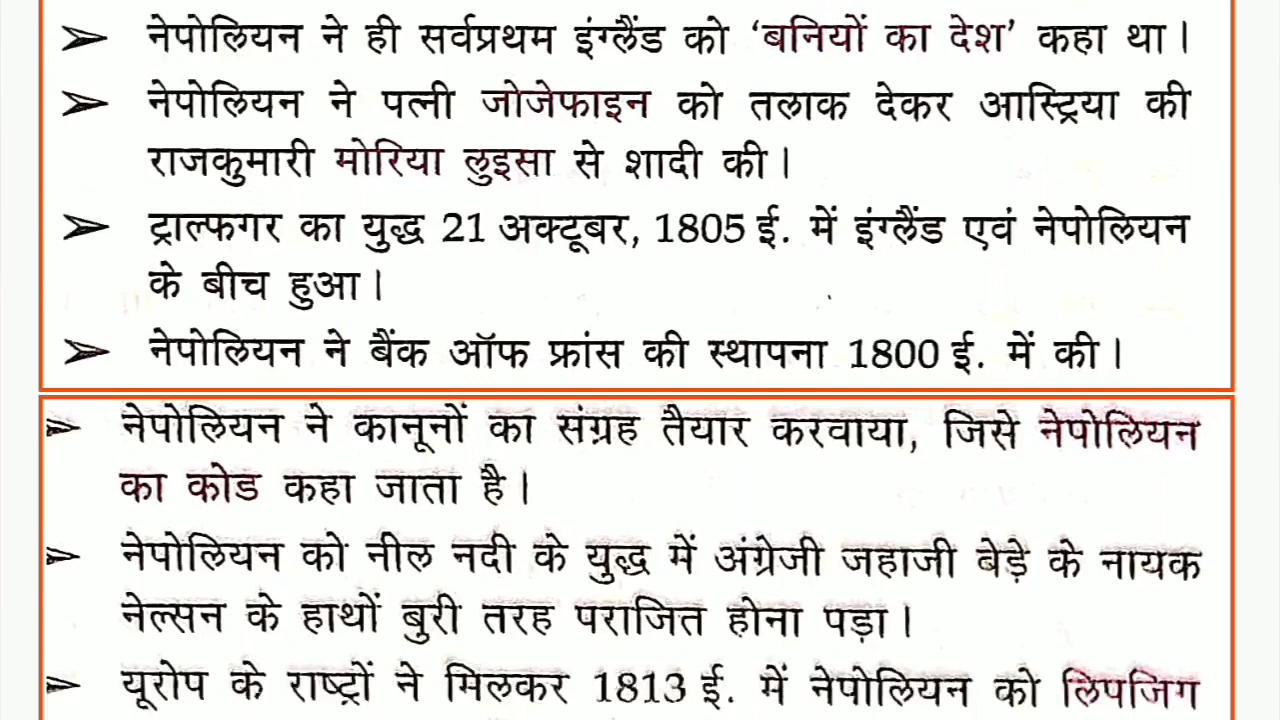 ➢ नेपोलियन ने ही सर्वप्रथम इंग्लैंड को ‘बनियों का देश’ कहा था।
➢ नेपोलियन ने पत्नी जोजेफाइन को तलाक देकर आस्ट्रिया की
राजकुमारी मोरिया लुइसा से शादी की।
➢ ट्राल्फगर का युद्ध 21 अक्टूबर, 1805 ई. में इंग्लैंड एवं नेपोलियन
के बीच हुआ।
➢ नेपोलियन ने बैंक ऑफ फ्रांस की स्थापना 1800 ई. में की।
➢ नेपोलियन ने कानूनों का संग्रह तैयार करवाया, जिसे नेपोलियन
का कोड कहा जाता है।
➢ नेपोलियन को नील नदी के युद्ध में अंग्रेजी जहाजी बेड़े के नायक
नेल्सन के हाथों बुरी तरह पराजित होना पड़ा।
➢ यूरोप के राष्ट्रों ने मिलकर 1813 ई. में नेपोलियन को लिपजिग